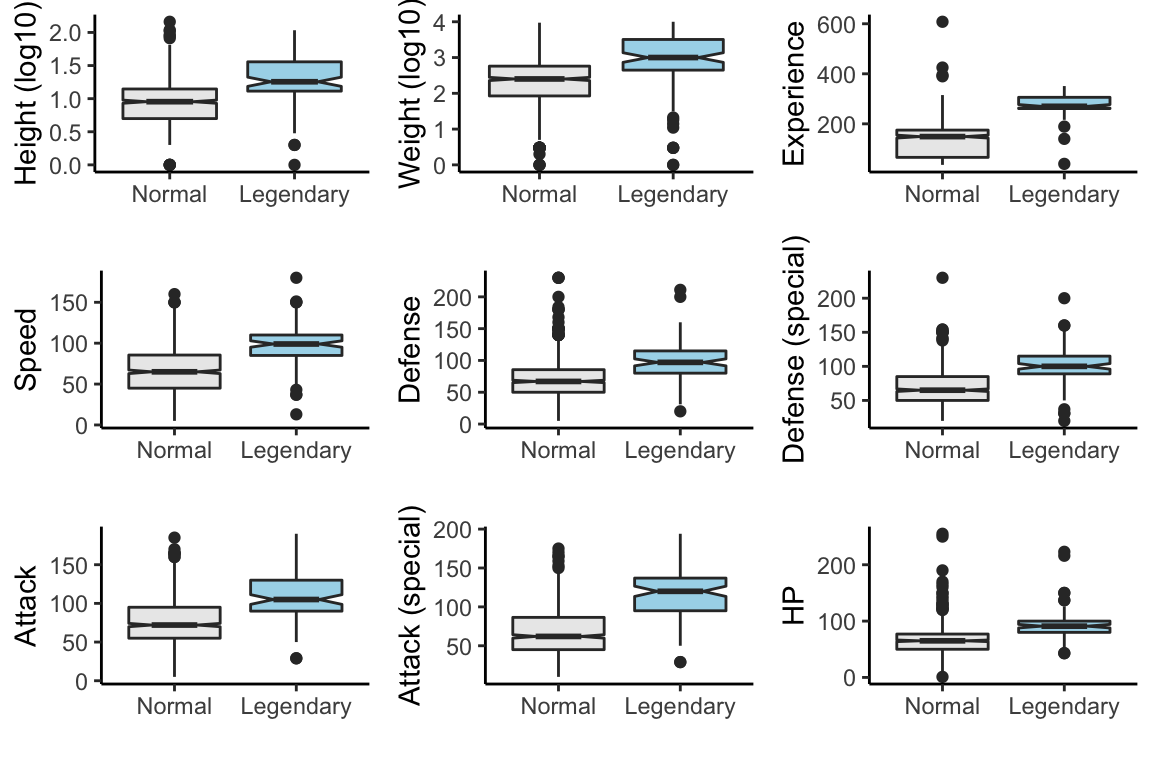 Height (log10)
2.0
1.5
1.0
0.5
0.0
Normal Legendary
Weight (log10)
4
3
2
1
0
Normal Legendary
Experience
600
400
200
Normal Legendary
Speed
150
100
50
0
Normal Legendary
Defense
200
150
100
50
0
Normal Legendary
Defense (special)
200
150
100
50
Normal Legendary
Attack
150
100
50
0
Normal Legendary
Attack (special)
200
150
100
50
Normal Legendary
HP
200
100
0
Normal Legendary